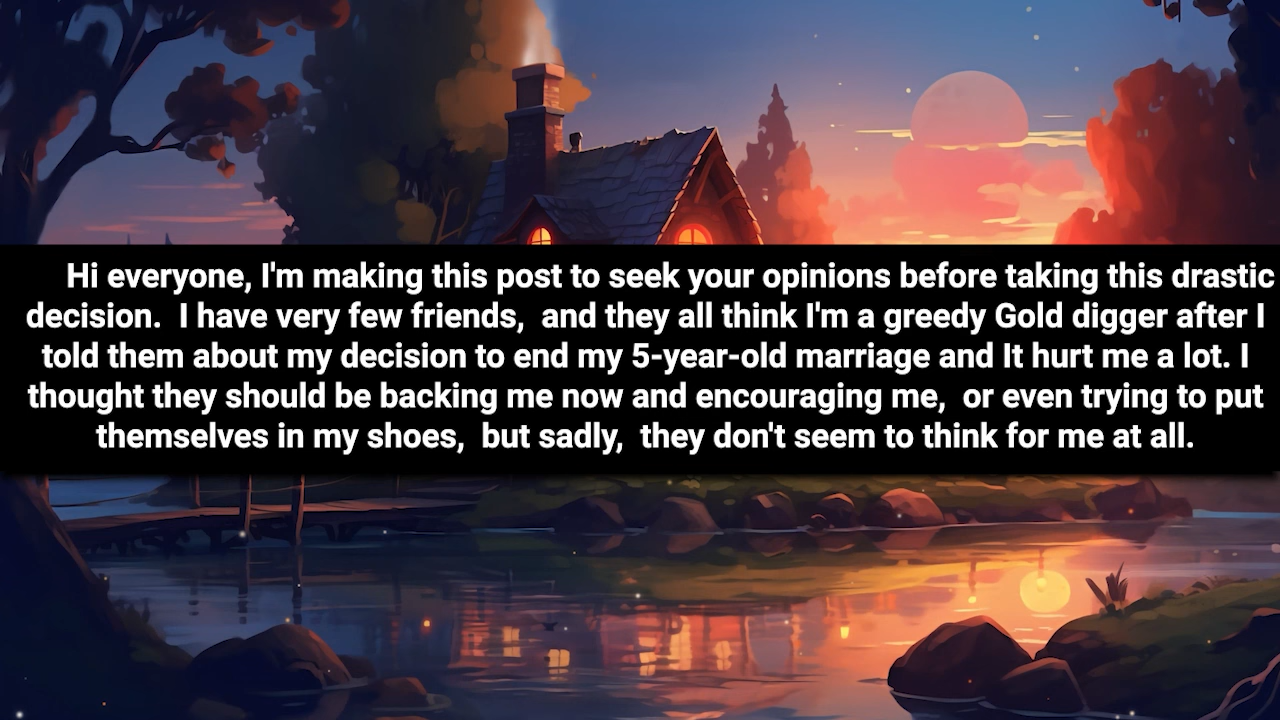 Hi everyone, I'm making this post to seek your opinions before taking this drastic
decision.  I have very few friends,  and they all think I'm a greedy Gold digger after I
told them about my decision to end my 5-year-old marriage and It hurt me a lot. I
thought they should be backing me now and encouraging me,  or even trying to put
themselves in my shoes,  but sadly,  they don't seem to think for me at all.